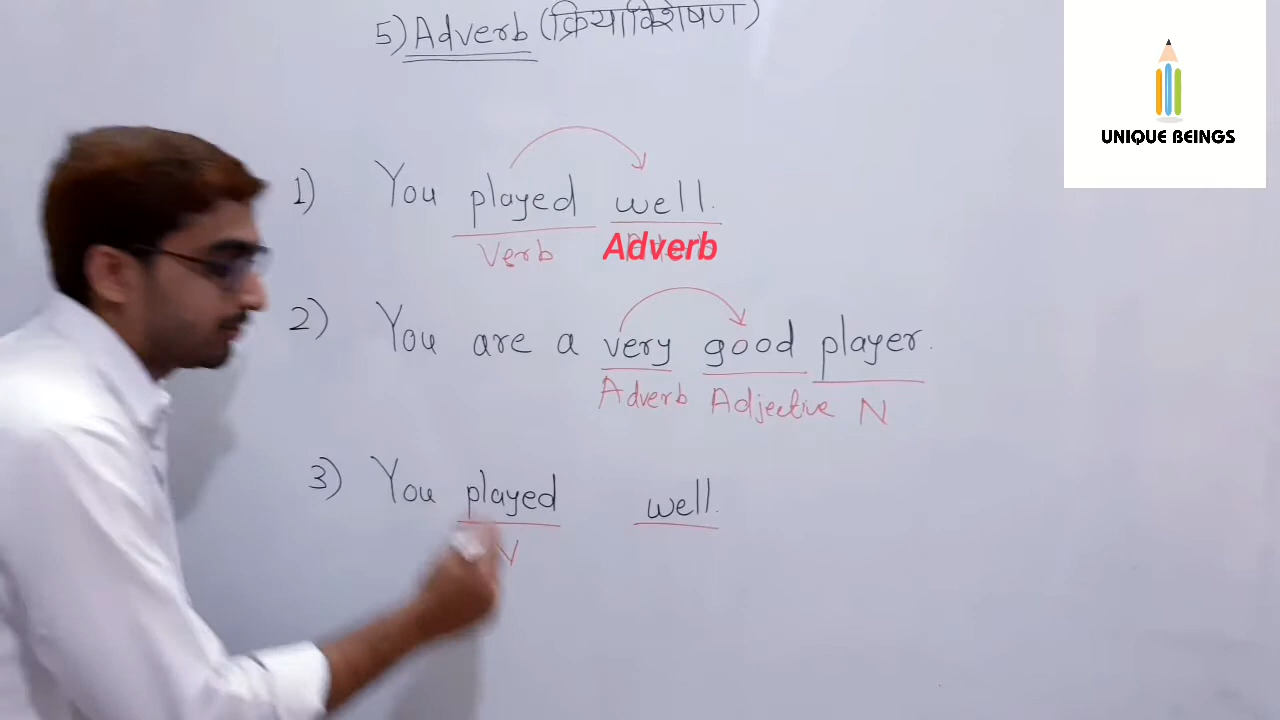 5) Adverb (क्रियाविशेषण)
UNIQUE BEINGS
1) You played well.
Verb Adverb
2) You are a very good player.
Adverb Adjective N
3) You played well.
V